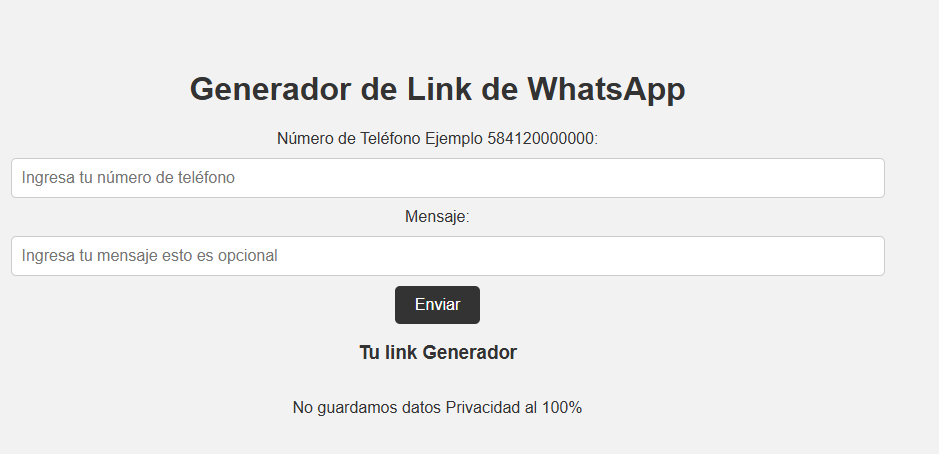 Generador de Link de WhatsApp
Número de Teléfono Ejemplo 584120000000:
Ingresa tu número de teléfono
Mensaje:
Ingresa tu mensaje esto es opcional
Enviar
Tu link Generador
No guardamos datos Privacidad al 100%